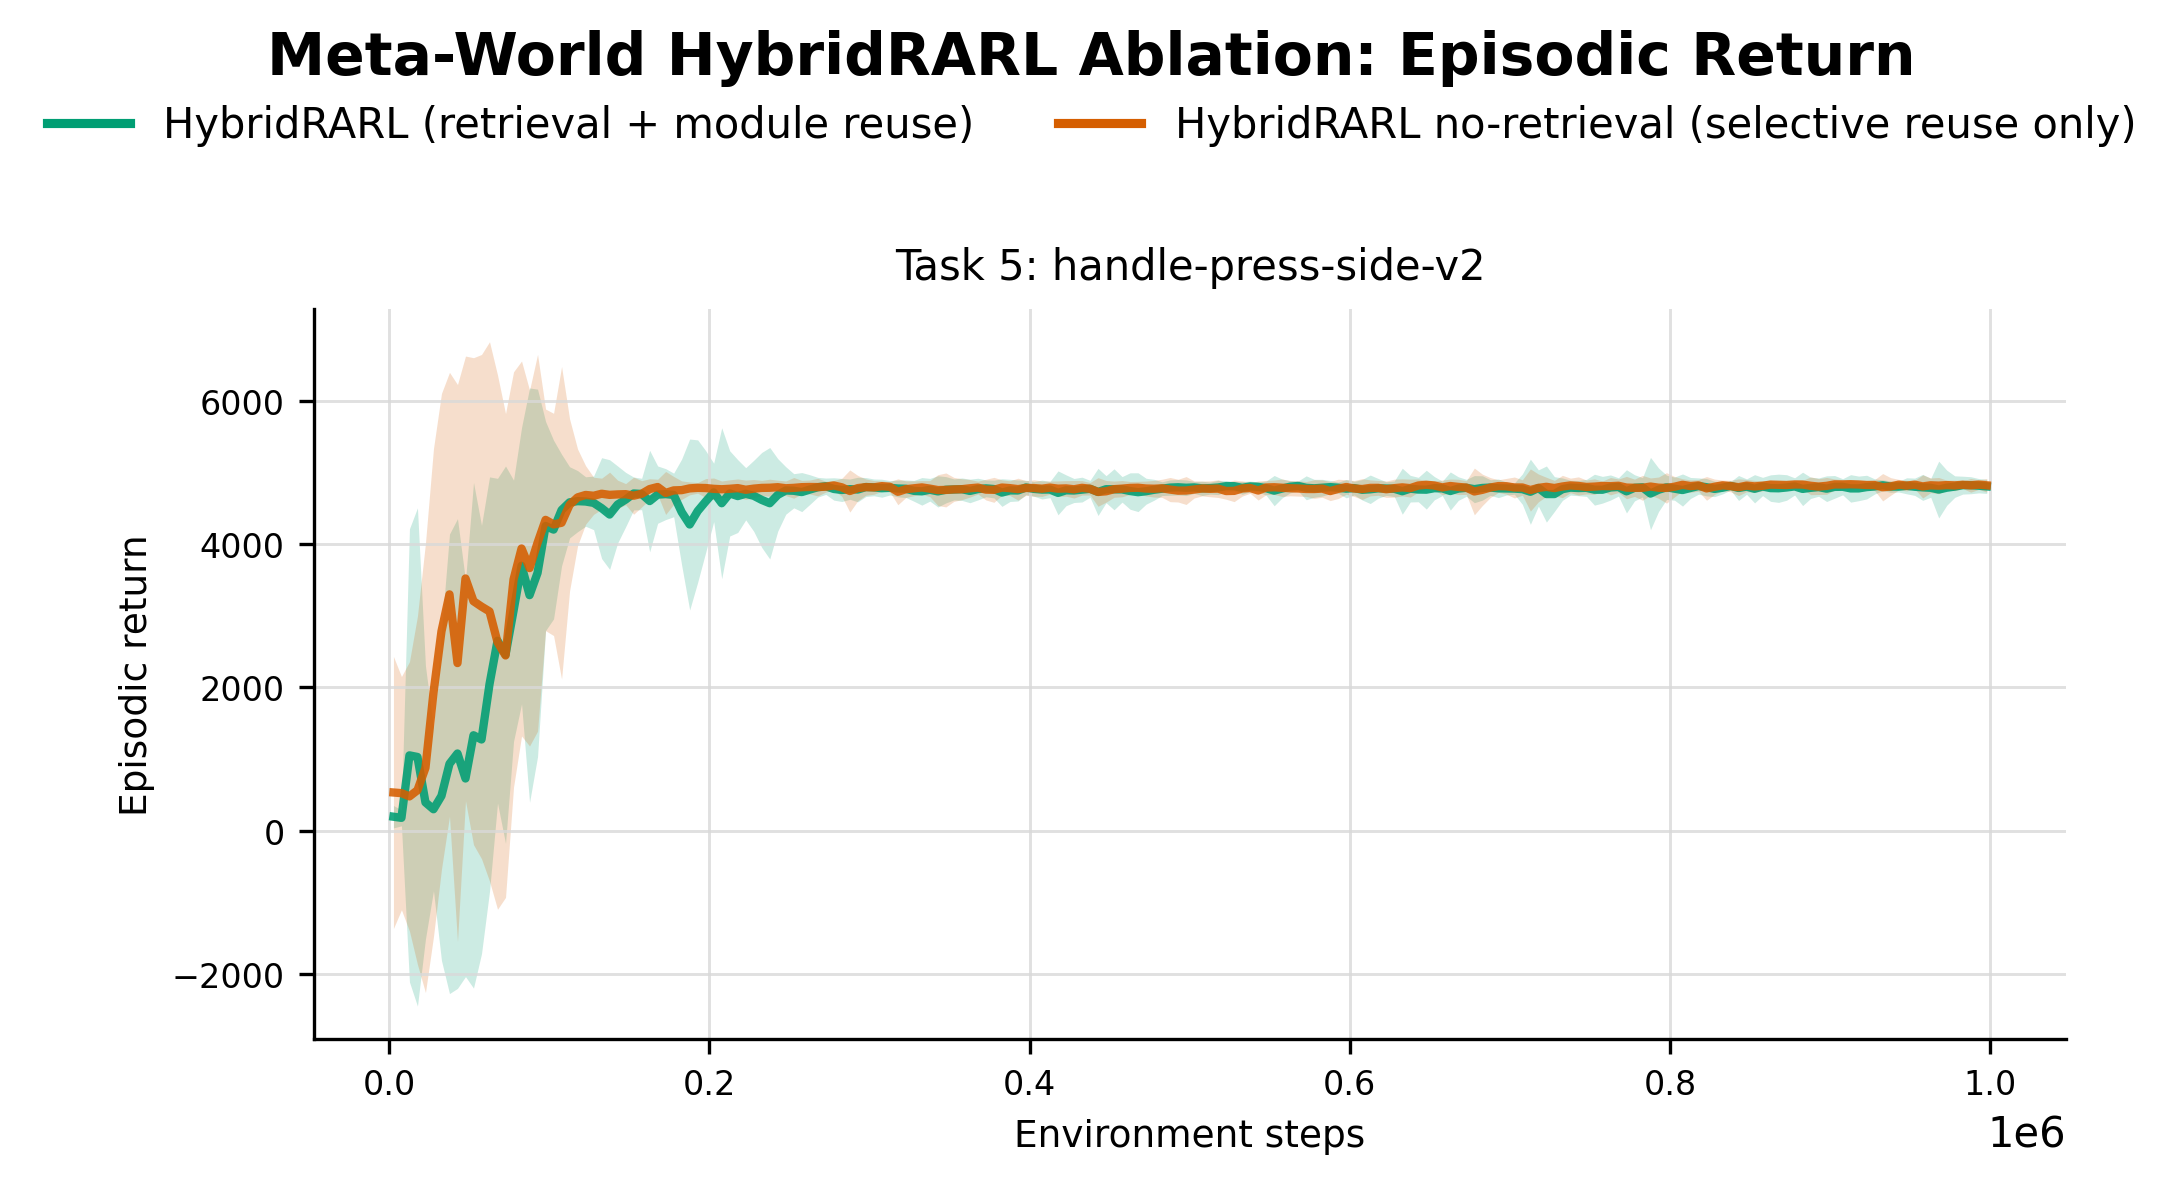 Meta-World HybridRARL Ablation: Episodic Return
HybridRARL (retrieval + module reuse)
HybridRARL no-retrieval (selective reuse only)
Task 5: handle-press-side-v2
Episodic return
6000
4000
2000
0
−2000
0.0
0.2
0.4
0.6
0.8
1.0
Environment steps
1e6